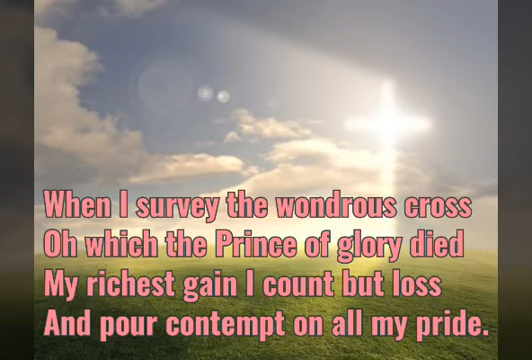 When I survey the wondrous cross
Oh which the Prince of glory died
My richest gain I count but loss
And pour contempt on all my pride.